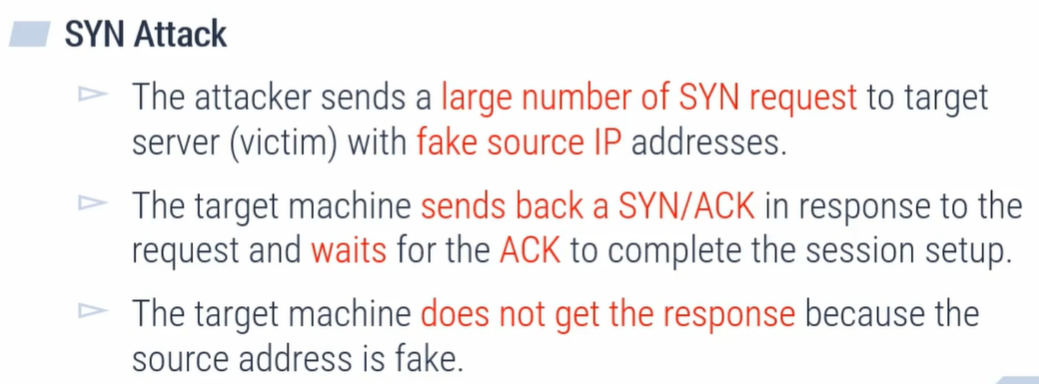 SYN Attack
The attacker sends a large number of SYN request to target
server (victim) with fake source IP addresses.
The target machine sends back a SYN/ACK in response to the
request and waits for the ACK to complete the session setup.
The target machine does not get the response because the
source address is fake.